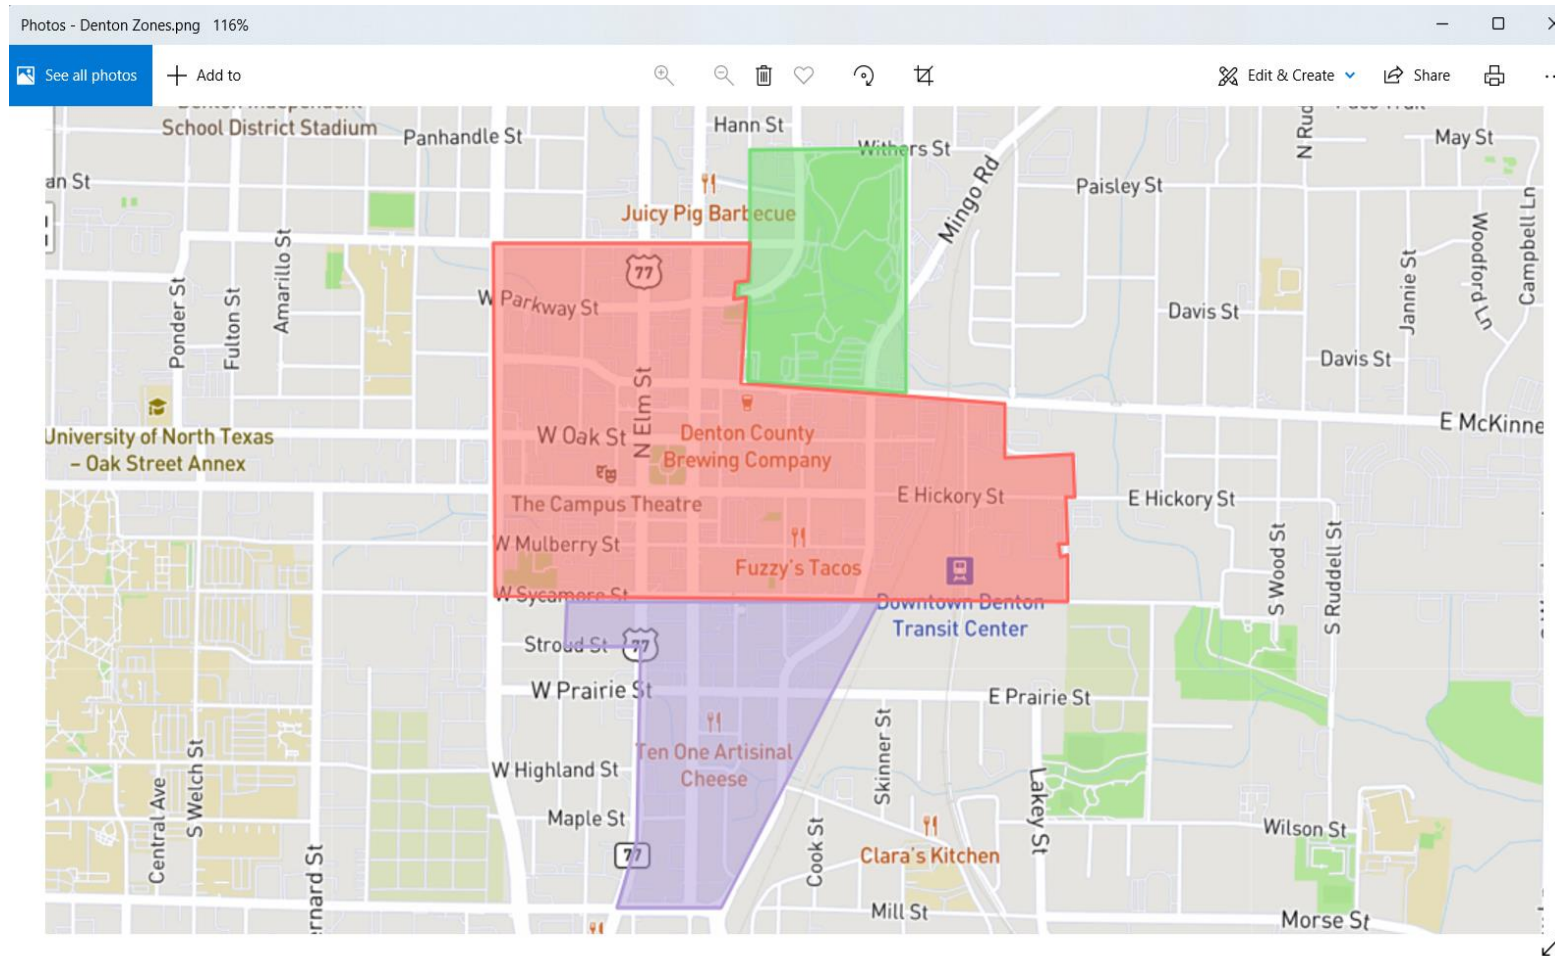 Photos - Denton Zones.png 116%
See all photos
Add to
Edit & Create
Share
School District Stadium
Panhandle St
Hann St
Withers St
Mingo Rd
N Rud
May St
an St
Paisley St
Juicy Pig Barbecue
77
Ponder St
Fulton St
Amarillo St
W Parkway St
Davis St
Jannie St
Woodford Ln
Campbell Ln
Davis St
N Elm St
University of North Texas
– Oak Street Annex
W Oak St
Denton County
Brewing Company
E McKinne
The Campus Theatre
E Hickory St
E Hickory St
W Mulberry St
Fuzzy's Tacos
S Wood St
S Ruddell St
W Sycamore St
Downtown Denton
Transit Center
Stroud St
77
W Prairie St
E Prairie St
Ten One Artisinal
Cheese
W Highland St
Skinner St
Lakey St
Central Ave
S Welch St
Maple St
77
Cook St
Clara's Kitchen
Wilson St
ernard St
Mill St
Morse St